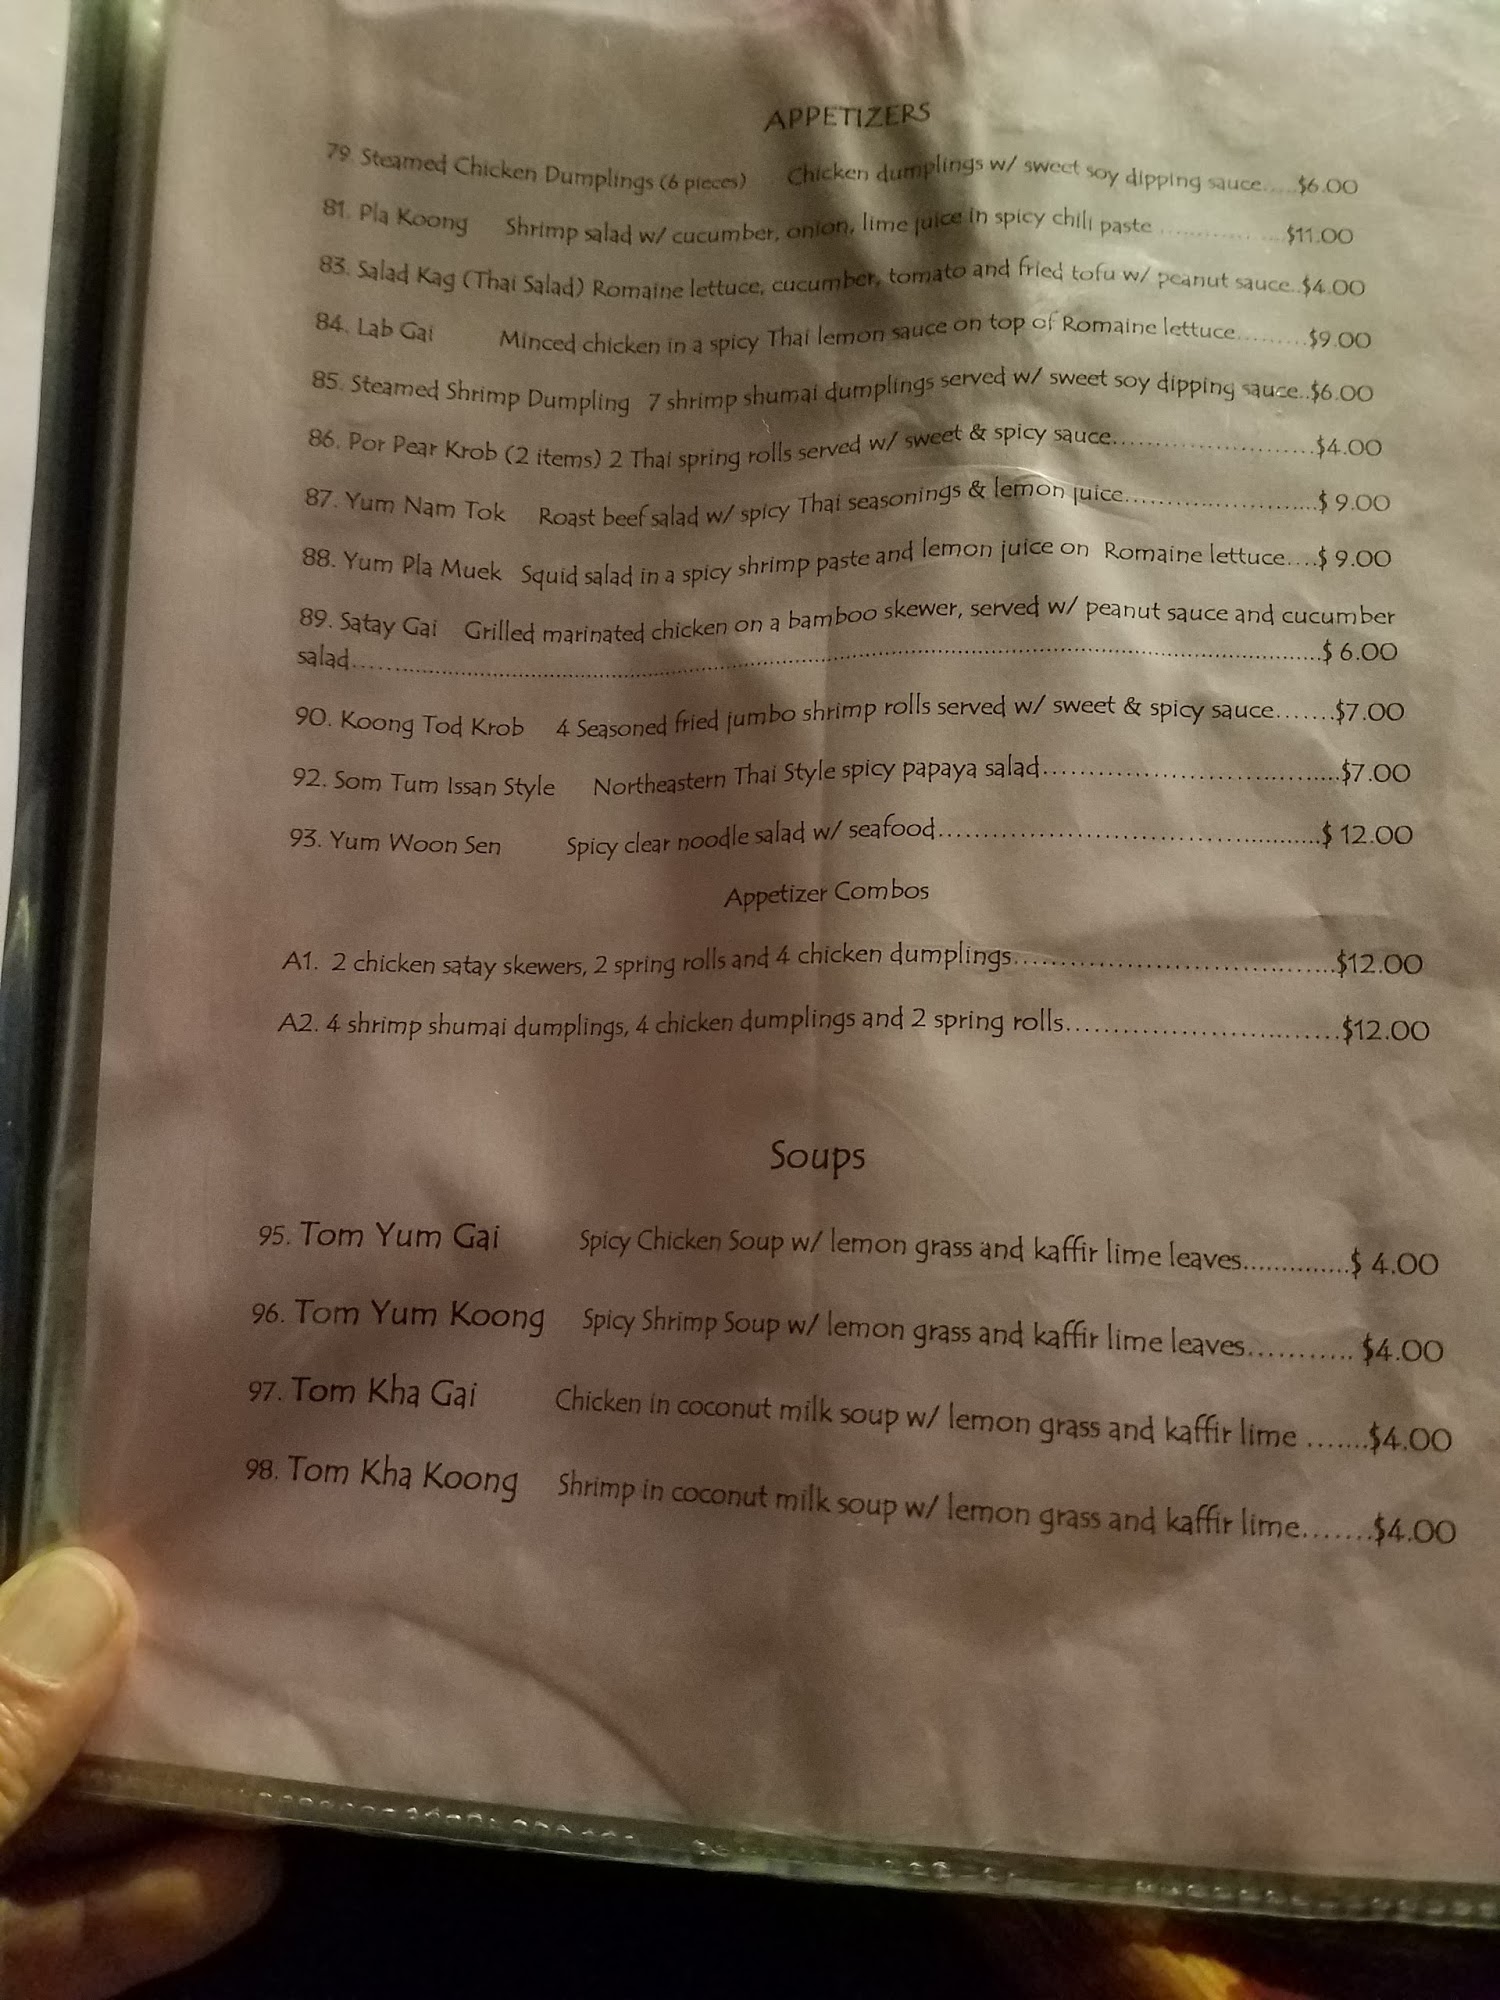 APPETIZERS
79. Steamed Chicken Dumplings (6 pieces) Chicken dumplings w/ sweet soy dipping sauce.....$6.00
81. Pla Koong Shrimp salad w/ cucumber, onion, lime juice in spicy chili paste ..................$11.00
83. Salad Kag (Thai Salad) Romaine lettuce, cucumber, tomato and fried tofu w/ peanut sauce..$4.00
84. Lab Gai Minced chicken in a spicy Thai lemon sauce on top of Romaine lettuce.........$9.00
85. Steamed Shrimp Dumpling 7 shrimp shumai dumplings served w/ sweet soy dipping sauce..$6.00
86. Por Pear Krob (2 items) 2 Thai spring rolls served w/ sweet & spicy sauce..........................$4.00
87. Yum Nam Tok Roast beef salad w/ spicy Thai seasonings & lemon juice..........................$ 9.00
88. Yum Pla Muek Squid salad in a spicy shrimp paste and lemon juice on Romaine lettuce....$ 9.00
89. Satay Gai Grilled marinated chicken on a bamboo skewer, served w/ peanut sauce and cucumber
salad..........................................................................................................................$ 6.00
90. Koong Tod Krob 4 Seasoned fried jumbo shrimp rolls served w/ sweet & spicy sauce.......$7.00
92. Som Tum Issan Style Northeastern Thai Style spicy papaya salad.....................................$7.00
93. Yum Woon Sen Spicy clear noodle salad w/ seafood...............................................$ 12.00
Appetizer Combos
A1. 2 chicken satay skewers, 2 spring rolls and 4 chicken dumplings.......................................$12.00
A2. 4 shrimp shumai dumplings, 4 chicken dumplings and 2 spring rolls..................................$12.00
Soups
95. Tom Yum Gai Spicy Chicken Soup w/ lemon grass and kaffir lime leaves..............$ 4.00
96. Tom Yum Koong Spicy Shrimp Soup w/ lemon grass and kaffir lime leaves........... $4.00
97. Tom Kha Gai Chicken in coconut milk soup w/ lemon grass and kaffir lime .......$4.00
98. Tom Kha Koong Shrimp in coconut milk soup w/ lemon grass and kaffir lime.......$4.00